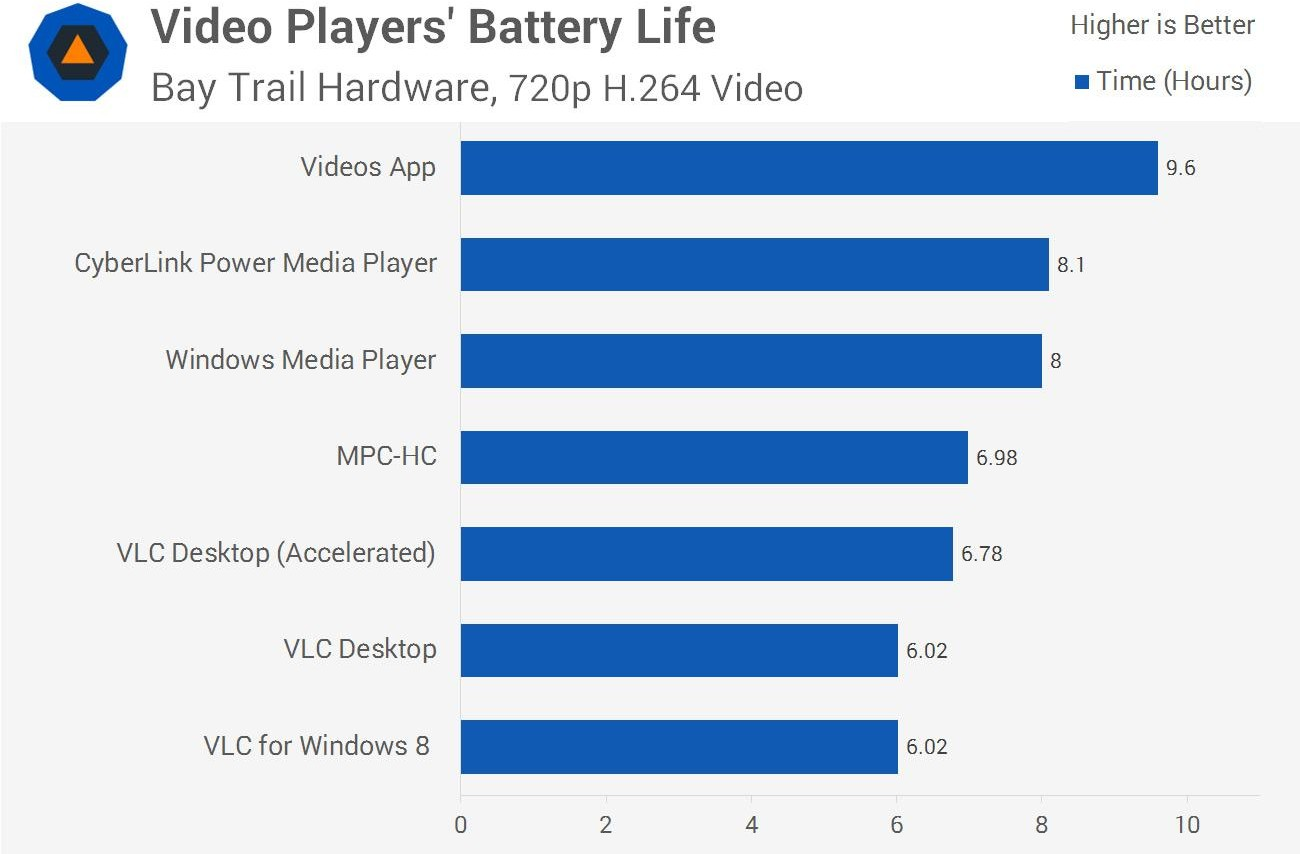 Video Players' Battery Life
Higher is Better
Bay Trail Hardware, 720p H.264 Video
Time (Hours)
Videos App 9.6
CyberLink Power Media Player 8.1
Windows Media Player 8
MPC-HC 6.98
VLC Desktop (Accelerated) 6.78
VLC Desktop 6.02
VLC for Windows 8 6.02
0 2 4 6 8 10